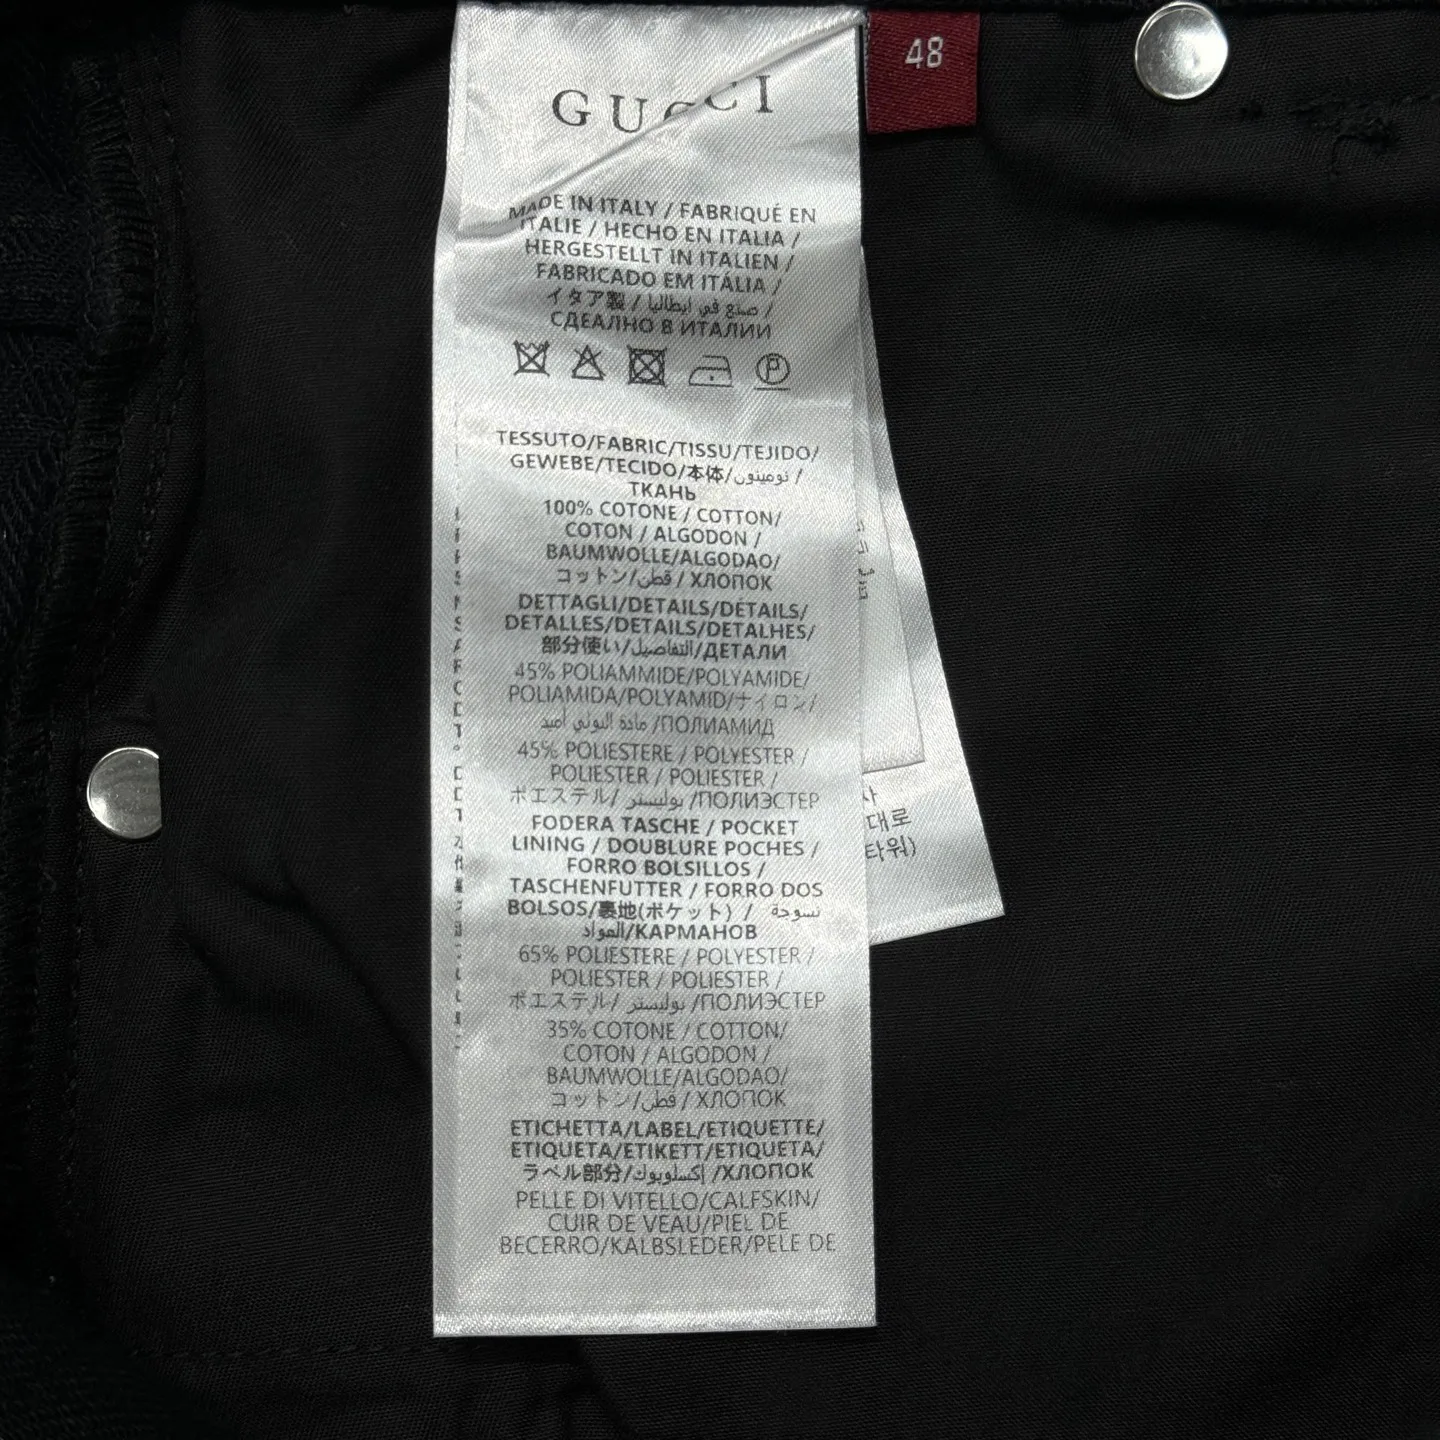 GUCCI
48
MADE IN ITALY / FABRIQUÉ EN
ITALIE / HECHO EN ITALIA /
HERGESTELLT IN ITALIEN /
FABRICADO EM ITÁLIA /
イタリア製 / صنع في ايطاليا /
СДЕАЛНО В ИТАЛИИ
P
TESSUTO/FABRIC/TISSU/TEJIDO/
GEWEBE/TECIDO/本体/نومينون /
ТКАНЬ
100% COTONE / COTTON/
COTON / ALGODON /
BAUMWOLLE/ALGODAO/
コットン/قطن / ХЛОПОК
DETTAGLI/DETAILS/DÉTAILS/
DETALLES/DETAILS/DETALHES/
部分使い/التفاصيل/ДЕТАЛИ
45% POLIAMMIDE/POLYAMIDE/
POLIAMIDA/POLYAMID/ナイロン/
مادة البولي أميد /ПОЛИАМИД
45% POLIESTERE / POLYESTER /
POLIESTER / POLIESTER /
ポエステル/ بوليستر /ПОЛИЭСТЕР
FODERA TASCHE / POCKET
LINING / DOUBLURE POCHES /
FORRO BOLSILLOS /
TASCHENFUTTER / FORRO DOS
BOLSOS/裏地(ポケット) / نسوجة
المواد/КАРМАНОВ
65% POLIESTERE / POLYESTER /
POLIESTER / POLIESTER /
ポエステル/ بوليستر /ПОЛИЭСТЕР
35% COTONE / COTTON/
COTON / ALGODON /
BAUMWOLLE/ALGODAO/
コットン/قطن / ХЛОПОК
ETICHETTA/LABEL/ETIQUETTE/
ETIQUETA/ETIKETT/ETIQUETA/
ラベル部分/إكسلوبوك /ХЛОПОК
PELLE DI VITELLO/CALFSKIN/
CUIR DE VEAU/PIEL DE
BECERRO/KALBSLEDER/PELE DE
대로
타워)